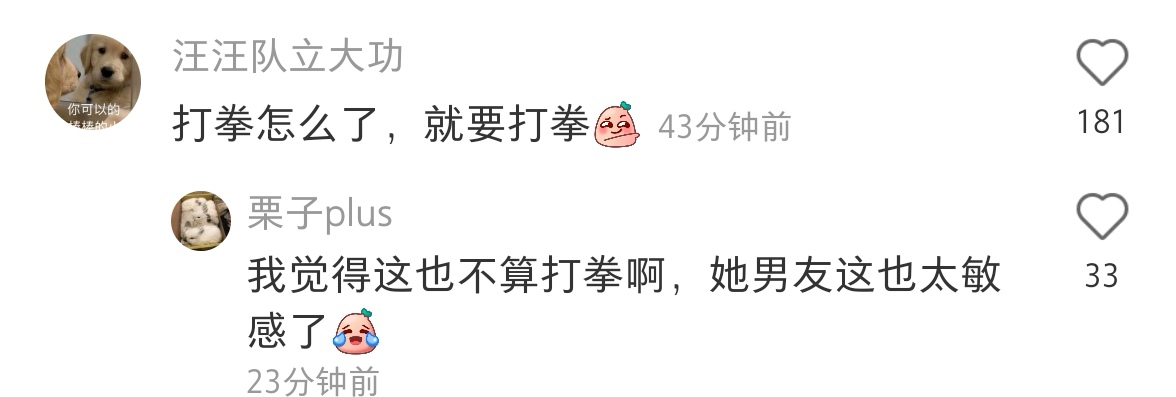 汪汪队立大功
你可以的
打拳怎么了，就要打拳 43分钟前
181
栗子plus
我觉得这也不算打拳啊，她男友这也太敏
感了
33
23分钟前